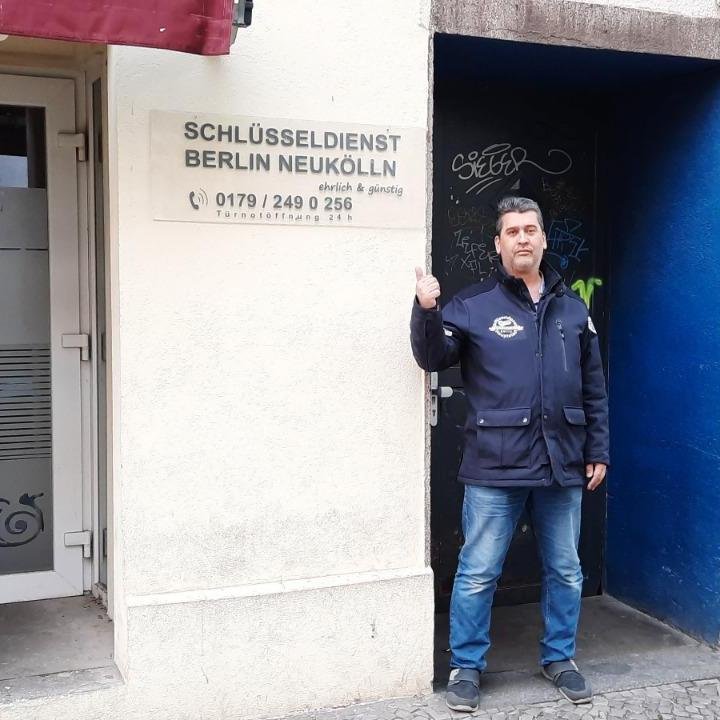 SCHLÜSSELDIENST
BERLIN NEUKÖLLN
ehrlich & günstig
0179 / 249 0 256
Türnotöffnung 24 h